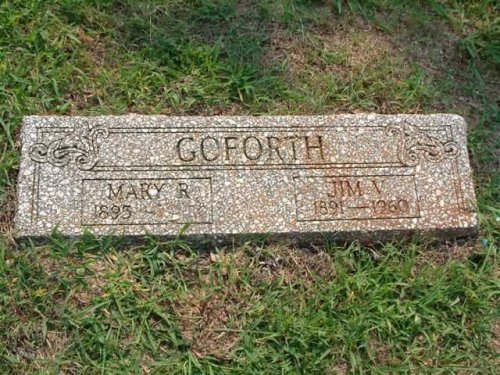 GOFORTH
MARY R.
1895 -
JIM V.
1891 - 1960